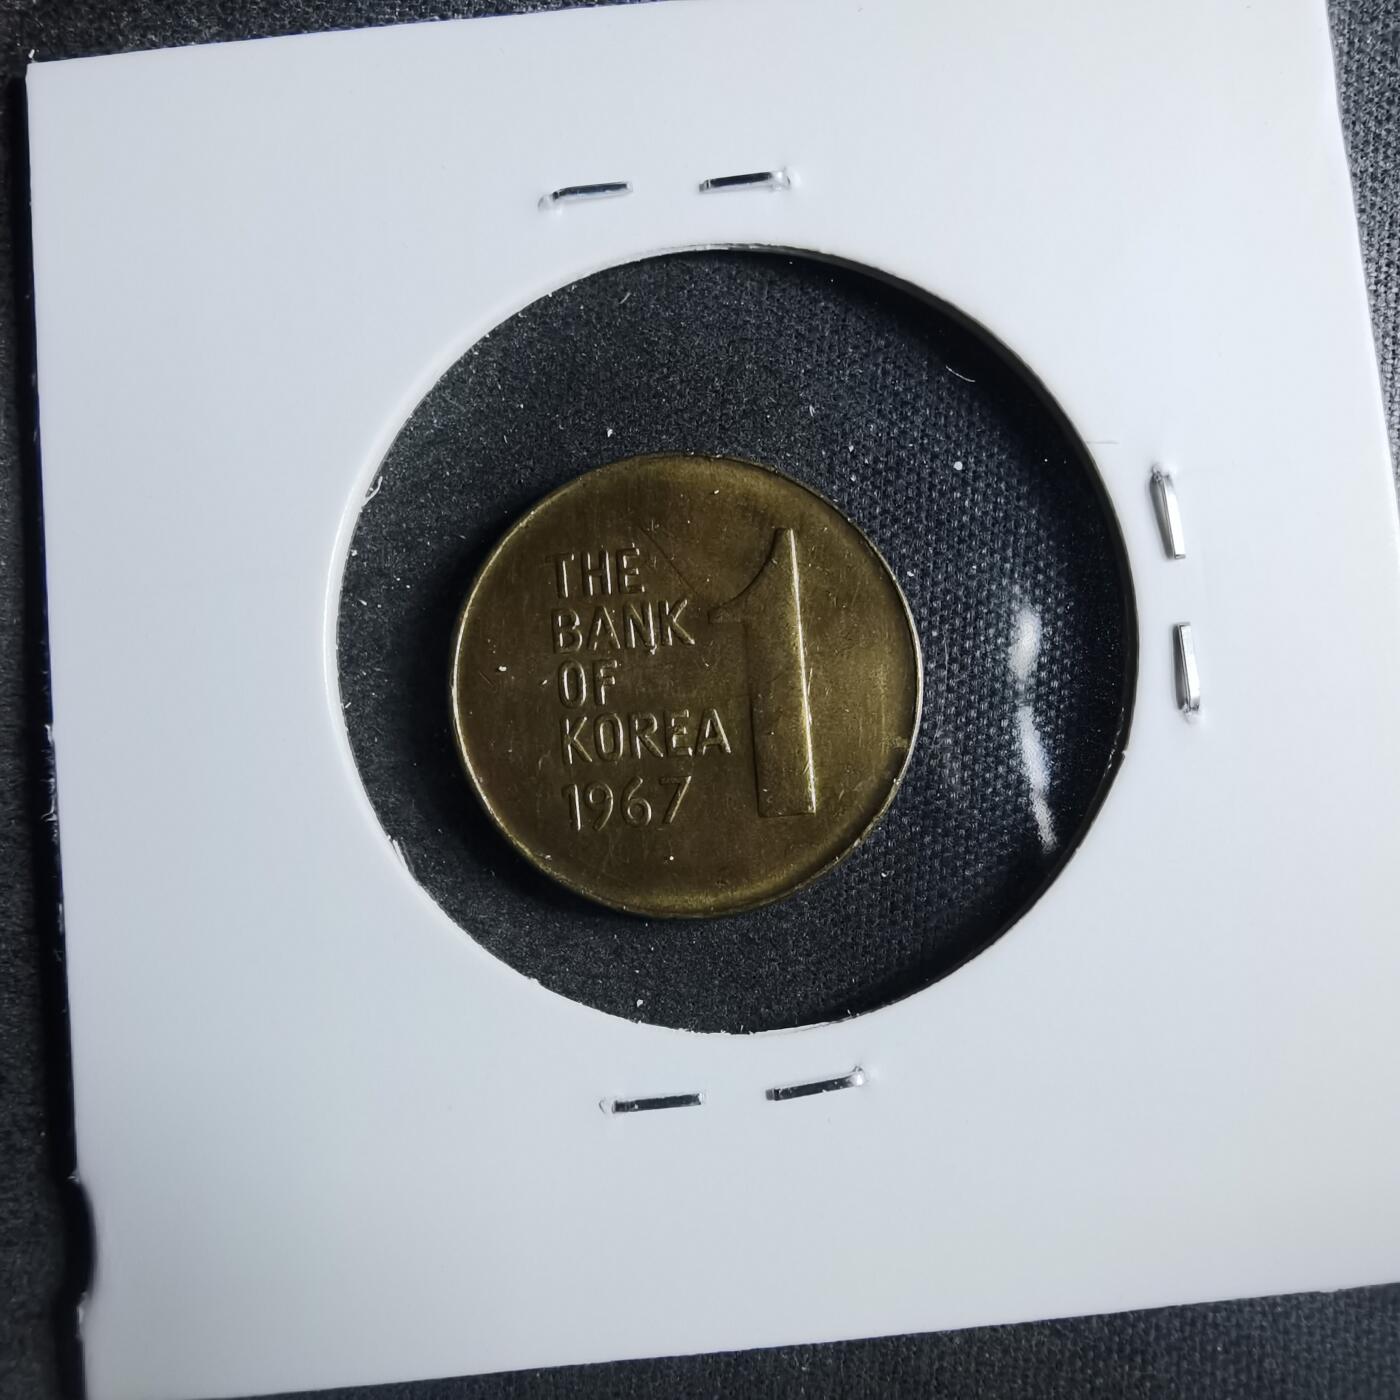 THE
BANK
OF
KOREA
1967
1